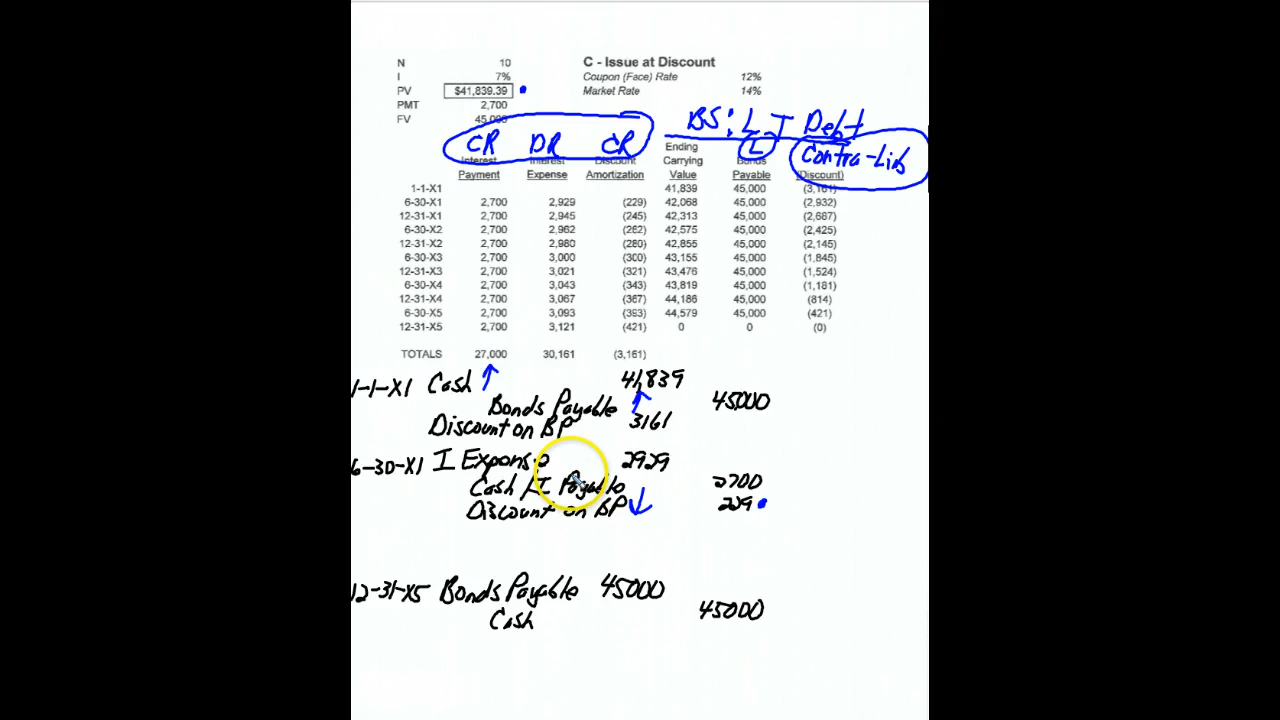 N 10 C - Issue at Discount
I 7% Coupon (Face) Rate 12%
PV $41,839.39 Market Rate 14%
PMT 2,700
FV 45,000
BS: LT Debt
CR DR CR L Contra-Liab
Ending
Interest Interest Discount Carrying Bonds
Payment Expense Amortization Value Payable (Discount)
1-1-X1 41,839 45,000 (3,161)
6-30-X1 2,700 2,929 (229) 42,068 45,000 (2,932)
12-31-X1 2,700 2,945 (245) 42,313 45,000 (2,687)
6-30-X2 2,700 2,962 (262) 42,575 45,000 (2,425)
12-31-X2 2,700 2,980 (280) 42,855 45,000 (2,145)
6-30-X3 2,700 3,000 (300) 43,155 45,000 (1,845)
12-31-X3 2,700 3,021 (321) 43,476 45,000 (1,524)
6-30-X4 2,700 3,043 (343) 43,819 45,000 (1,181)
12-31-X4 2,700 3,067 (367) 44,186 45,000 (814)
6-30-X5 2,700 3,093 (393) 44,579 45,000 (421)
12-31-X5 2,700 3,121 (421) 0 0 (0)
TOTALS 27,000 30,161 (3,161)
1-1-X1 Cash 41,839
Bonds Payable 45,000
Discount on BP 3161
6-30-X1 I Expense 2929
Cash / I Payable 2700
Discount on BP 229
12-31-X5 Bonds Payable 45000
Cash 45000